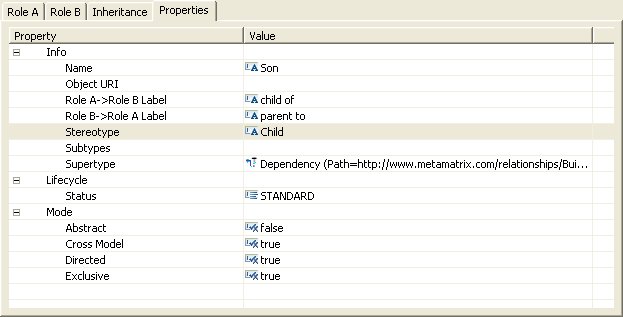 Role A Role B Inheritance Properties
Property Value
Info
Name Son
Object URI
Role A->Role B Label child of
Role B->Role A Label parent to
Stereotype Child
Subtypes
Supertype Dependency (Path=http://www.metamatrix.com/relationships/Bui...
Lifecycle
Status STANDARD
Mode
Abstract false
Cross Model true
Directed true
Exclusive true